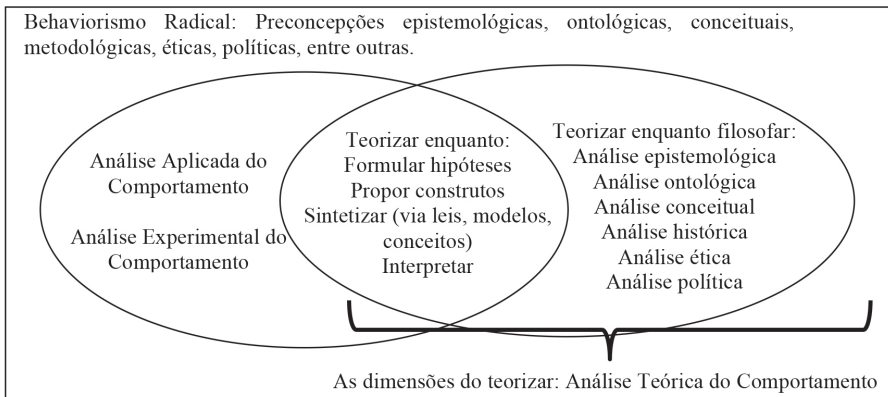 Behaviorismo Radical: Preconcepções epistemológicas, ontológicas, conceituais,
metodológicas, éticas, políticas, entre outras.
Análise Aplicada do
Comportamento
Análise Experimental do
Comportamento
Teorizar enquanto:
Formular hipóteses
Propor construtos
Sintetizar (via leis, modelos,
conceitos)
Interpretar
Teorizar enquanto filosofar:
Análise epistemológica
Análise ontológica
Análise conceitual
Análise histórica
Análise ética
Análise política
As dimensões do teorizar: Análise Teórica do Comportamento